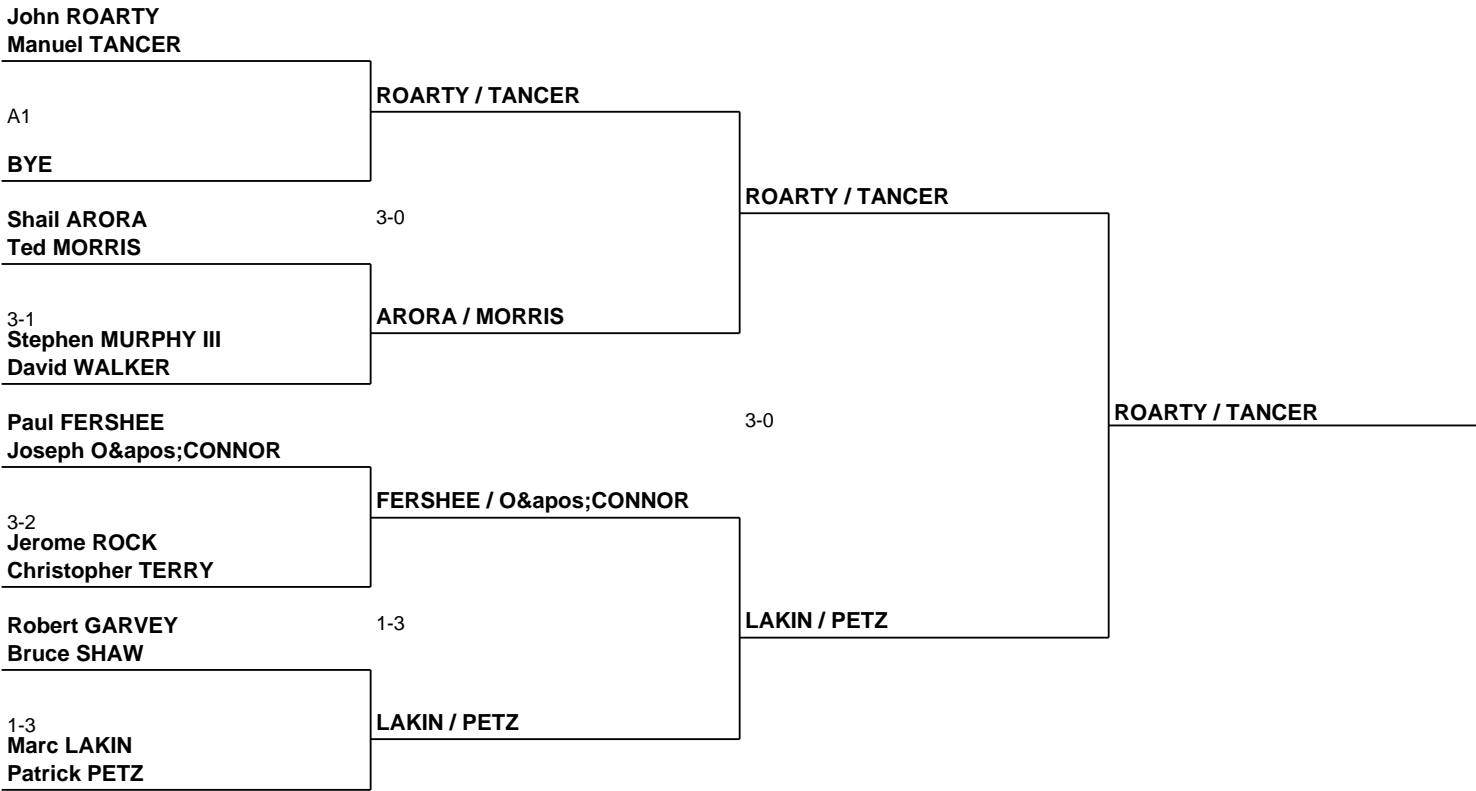 John ROARTY
Manuel TANCER
A1
BYE
Shail ARORA
Ted MORRIS
3-1
Stephen MURPHY III
David WALKER
Paul FERSHEE
Joseph O&apos;CONNOR
3-2
Jerome ROCK
Christopher TERRY
Robert GARVEY
Bruce SHAW
1-3
Marc LAKIN
Patrick PETZ
ROARTY / TANCER
3-0
ARORA / MORRIS
FERSHEE / O&apos;CONNOR
1-3
LAKIN / PETZ
ROARTY / TANCER
3-0
LAKIN / PETZ
ROARTY / TANCER